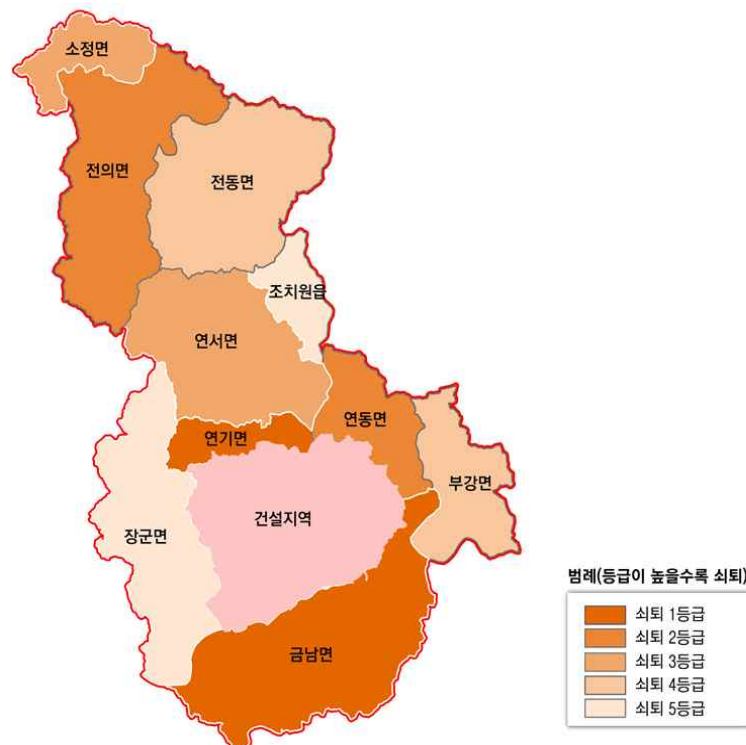 소정면
전의면
전동면
조치원읍
연서면
연동면
연기면
부강면
건설지역
장군면
금남면
범례(등급이 높을수록 쇠퇴)
쇠퇴 1등급
쇠퇴 2등급
쇠퇴 3등급
쇠퇴 4등급
쇠퇴 5등급